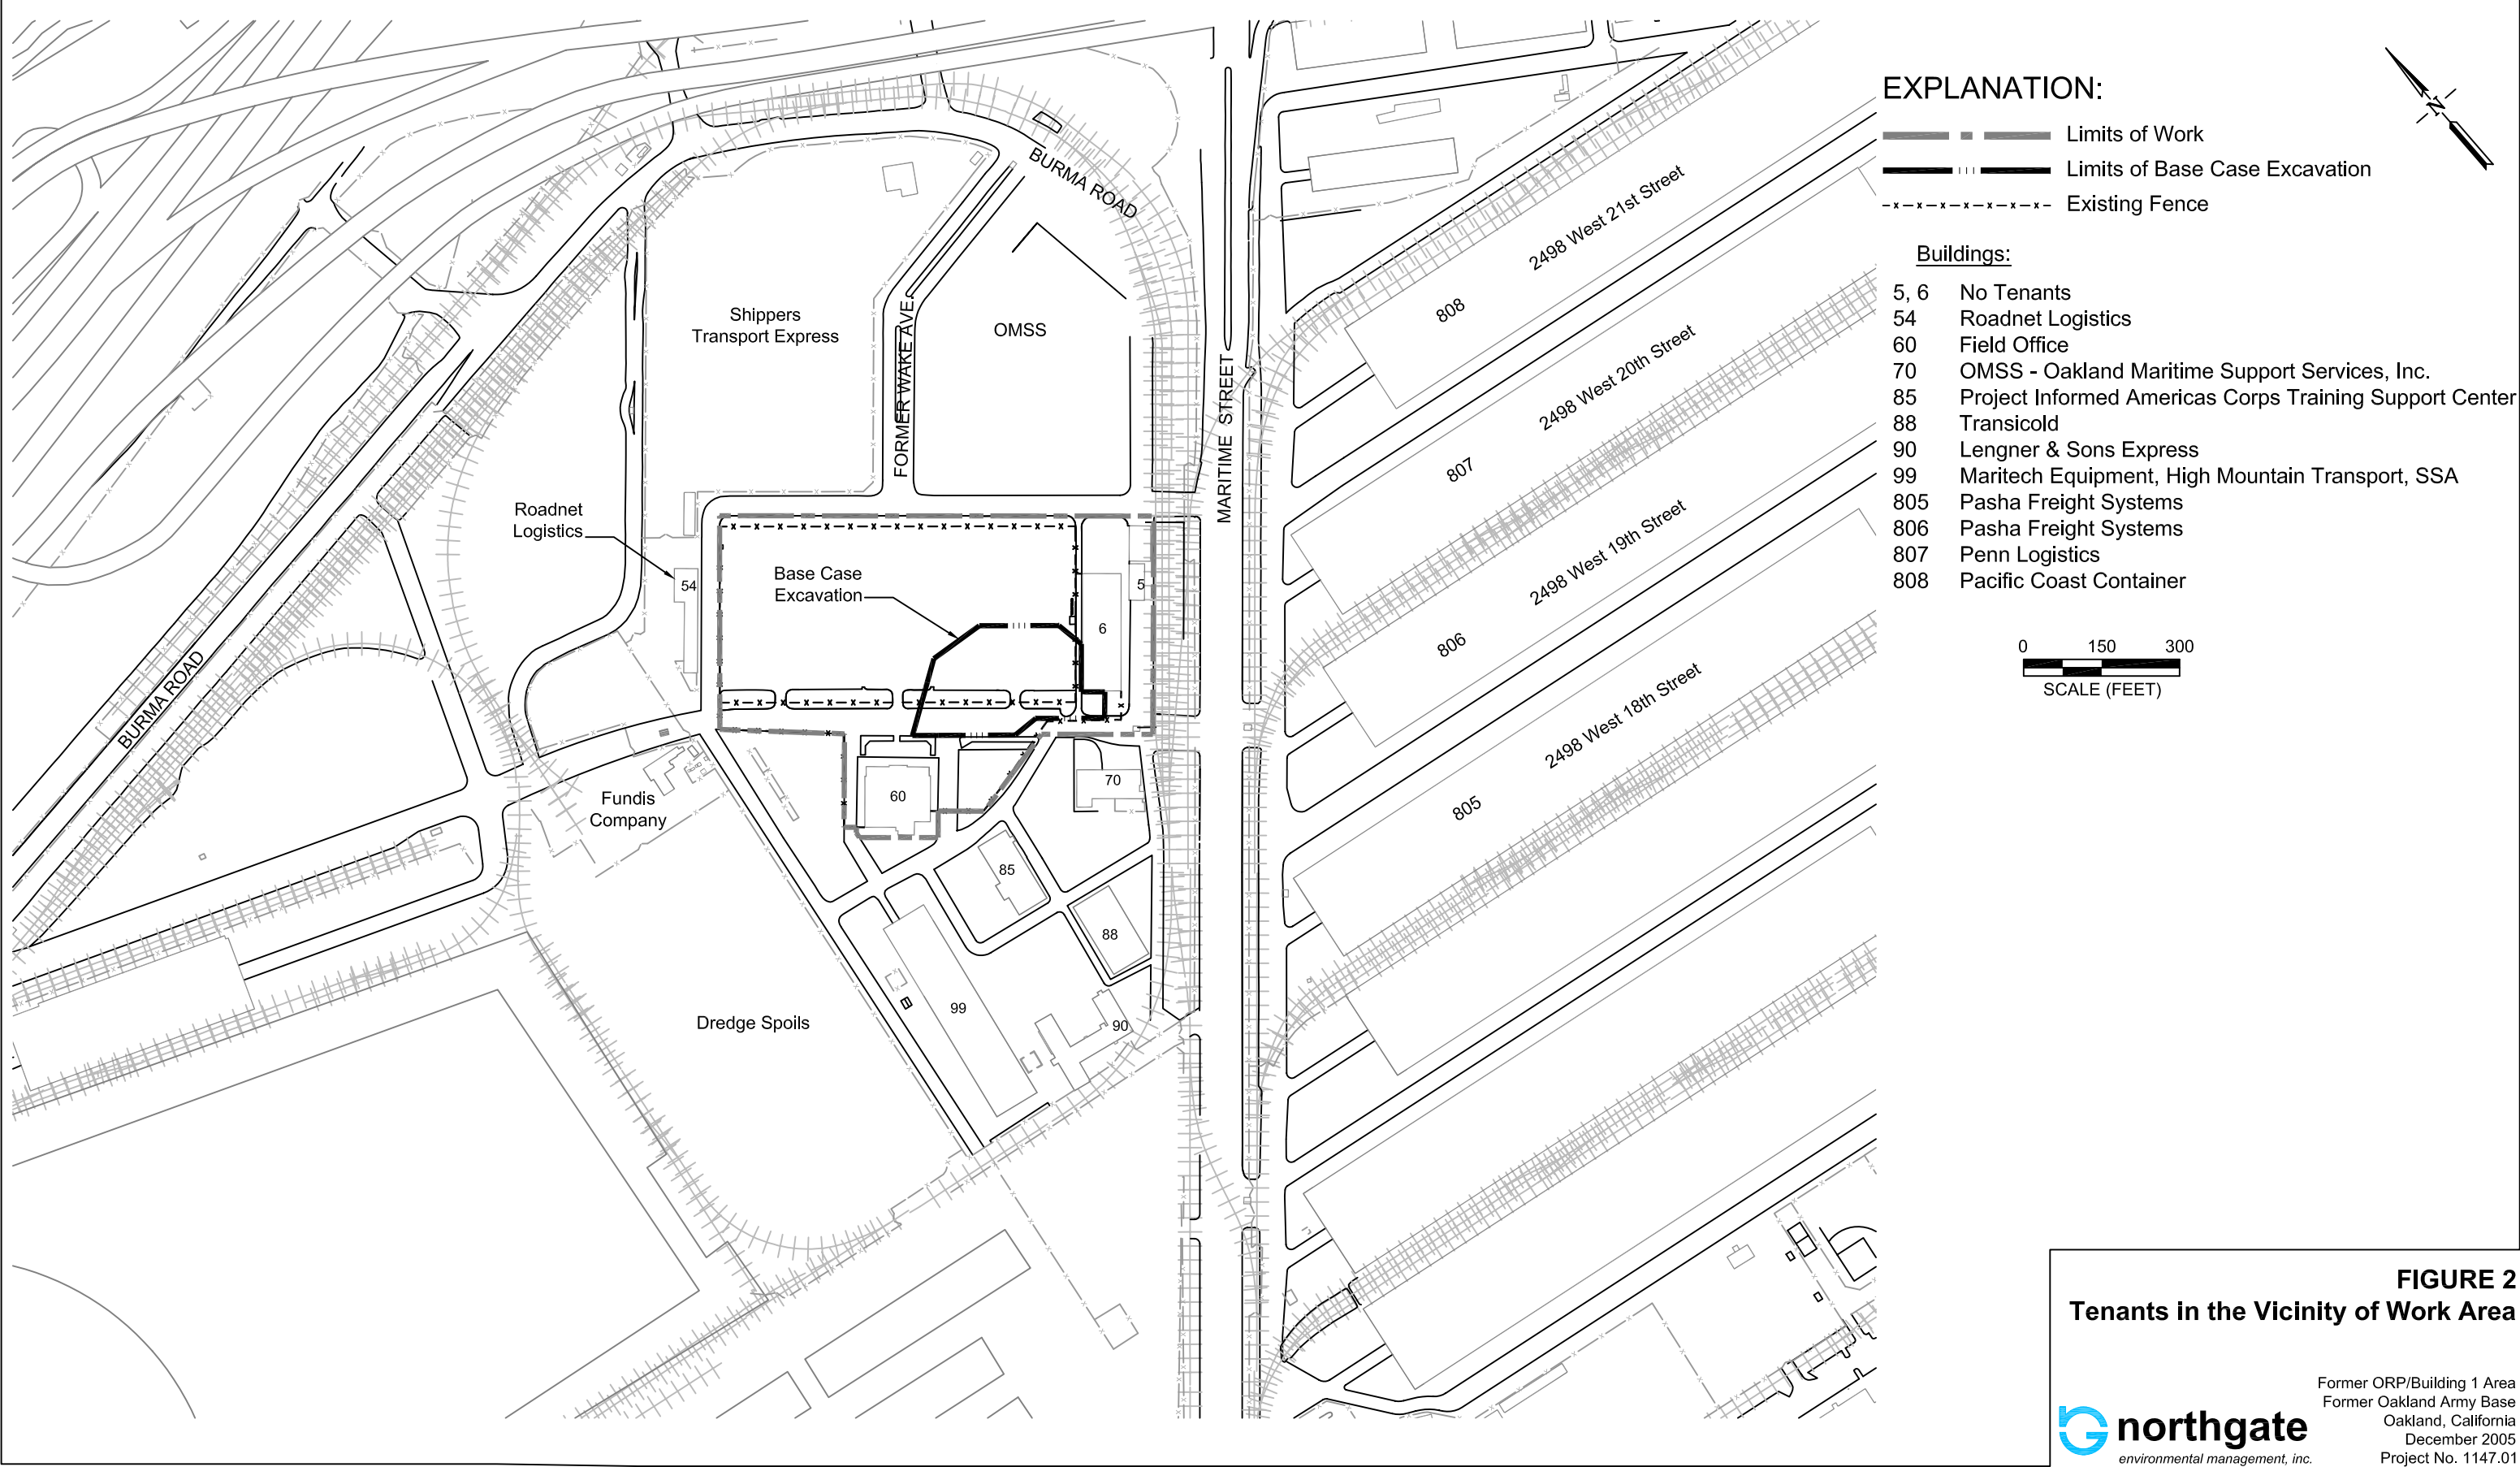 EXPLANATION:
Limits of Work
Limits of Base Case Excavation
Existing Fence
N
Buildings:
5, 6 No Tenants
54 Roadnet Logistics
60 Field Office
70 OMSS - Oakland Maritime Support Services, Inc.
85 Project Informed Americas Corps Training Support Center
88 Transicold
90 Lengner & Sons Express
99 Maritech Equipment, High Mountain Transport, SSA
805 Pasha Freight Systems
806 Pasha Freight Systems
807 Penn Logistics
808 Pacific Coast Container
0 150 300
SCALE (FEET)
BURMA ROAD
Shippers
Transport Express
FORMER WAKE AVE.
OMSS
MARITIME STREET
2498 West 21st Street
808
2498 West 20th Street
807
2498 West 19th Street
806
2498 West 18th Street
805
Roadnet
Logistics
54
Base Case
Excavation
5
6
BURMA ROAD
Fundis
Company
60
70
85
88
99
90
Dredge Spoils
FIGURE 2
Tenants in the Vicinity of Work Area
Former ORP/Building 1 Area
Former Oakland Army Base
Oakland, California
December 2005
Project No. 1147.01
northgate
environmental management, inc.